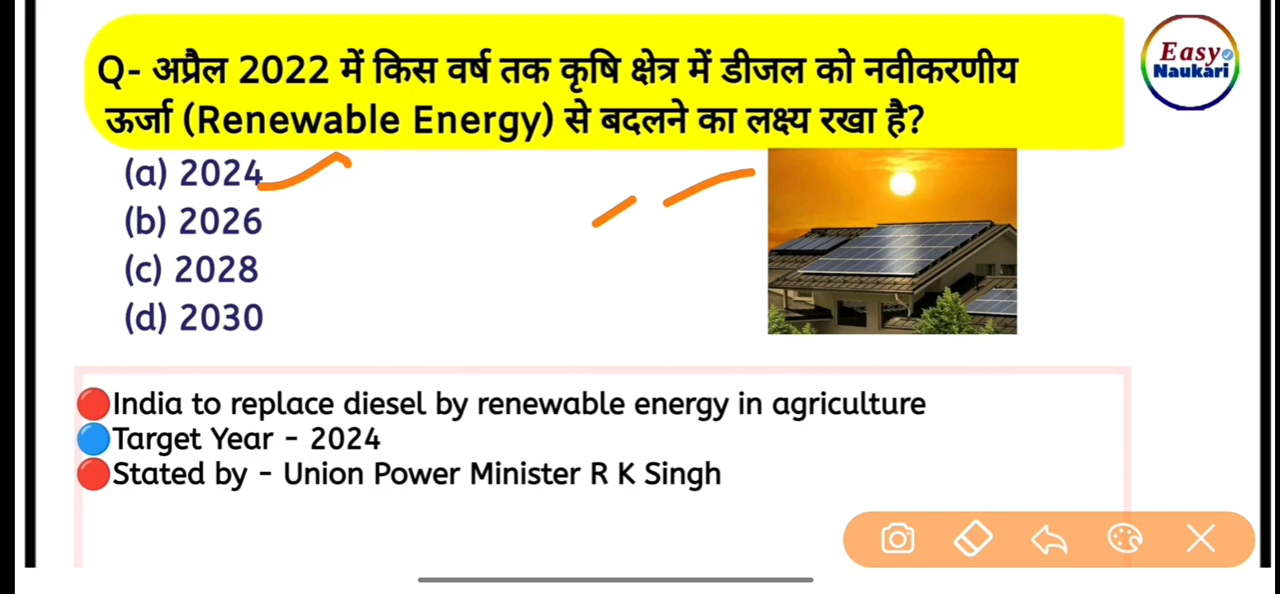 Q- अप्रैल 2022 में किस वर्ष तक कृषि क्षेत्र में डीजल को नवीकरणीय
ऊर्जा (Renewable Energy) से बदलने का लक्ष्य रखा है?
Easy
Naukari
(a) 2024
(b) 2026
(c) 2028
(d) 2030
India to replace diesel by renewable energy in agriculture
Target Year - 2024
Stated by - Union Power Minister R K Singh